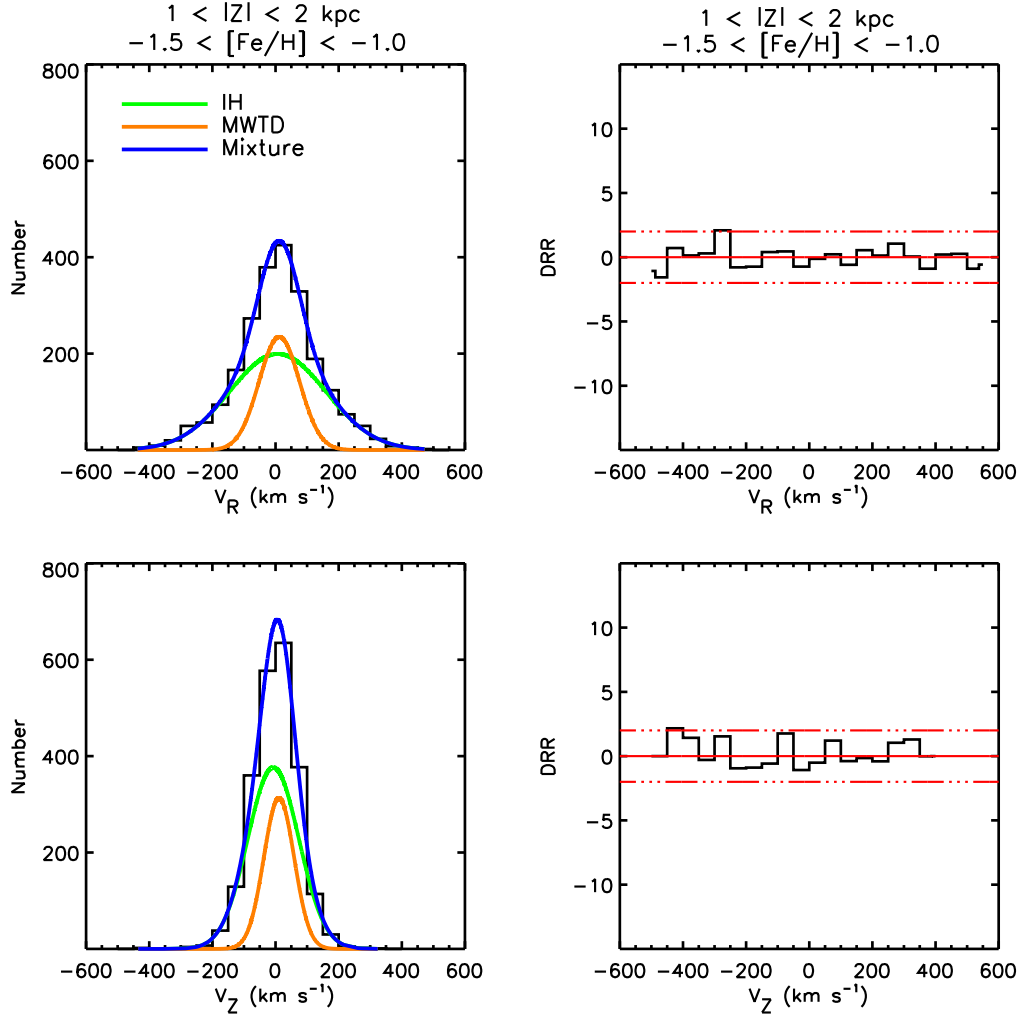 1 < |Z| < 2 kpc
−1.5 < [Fe/H] < −1.0
800
600
400
200
Number
IH
MWTD
Mixture
−600 −400 −200 0 200 400 600
V_R (km s⁻¹)
1 < |Z| < 2 kpc
−1.5 < [Fe/H] < −1.0
10
5
0
−5
−10
DRR
−600 −400 −200 0 200 400 600
V_R (km s⁻¹)
800
600
400
200
Number
−600 −400 −200 0 200 400 600
V_Z (km s⁻¹)
10
5
0
−5
−10
DRR
−600 −400 −200 0 200 400 600
V_Z (km s⁻¹)